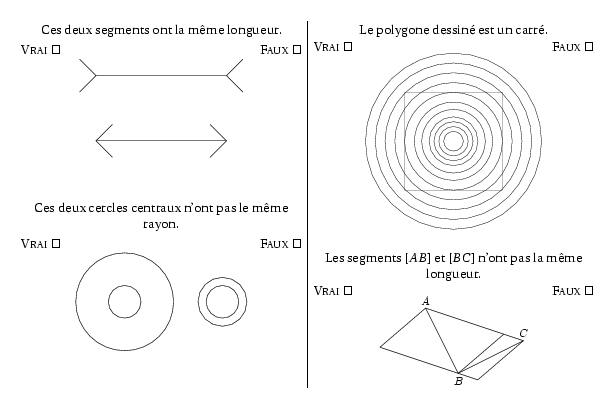 Ces deux segments ont la même longueur.
VRAI □ FAUX □
Ces deux cercles centraux n'ont pas le même
rayon.
VRAI □ FAUX □
Le polygone dessiné est un carré.
VRAI □ FAUX □
Les segments [AB] et [BC] n'ont pas la même
longueur.
VRAI □ FAUX □
A
C
B